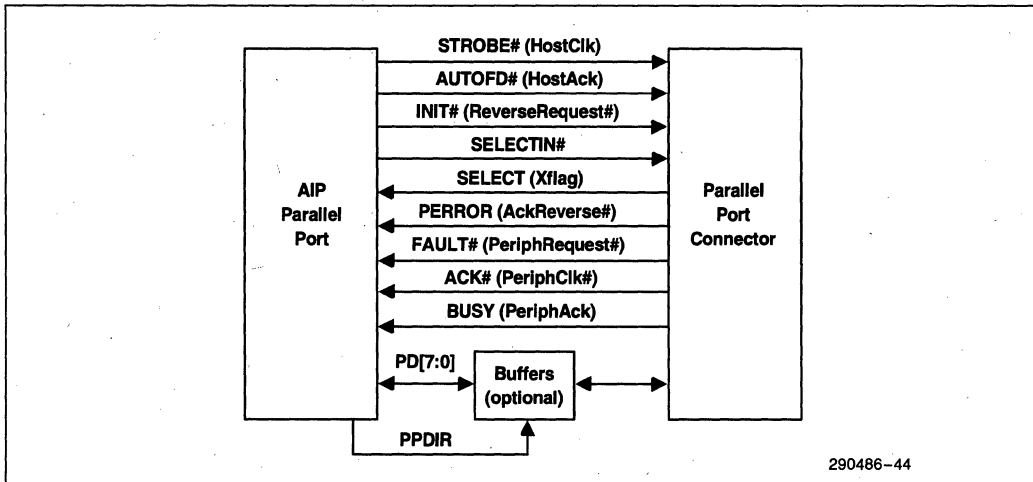 STROBE# (HostClk)
AUTOFD# (HostAck)
INIT# (ReverseRequest#)
SELECTIN#
SELECT (Xflag)
PERROR (AckReverse#)
FAULT# (PeriphRequest#)
ACK# (PeriphClk#)
BUSY (PeriphAck)
AIP
Parallel
Port
Parallel
Port
Connector
PD[7:0]
Buffers
(optional)
PPDIR
290486-44